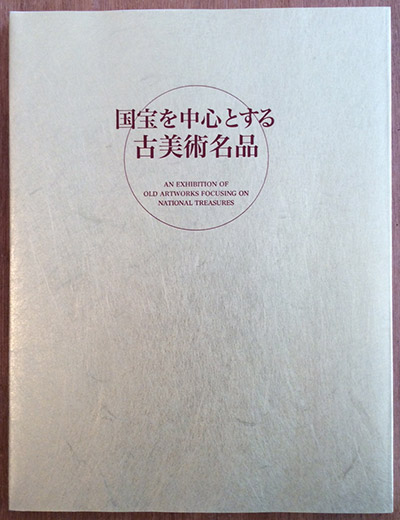 国宝を中心とする
古美術名品
AN EXHIBITION OF
OLD ARTWORKS FOCUSING ON
NATIONAL TREASURES